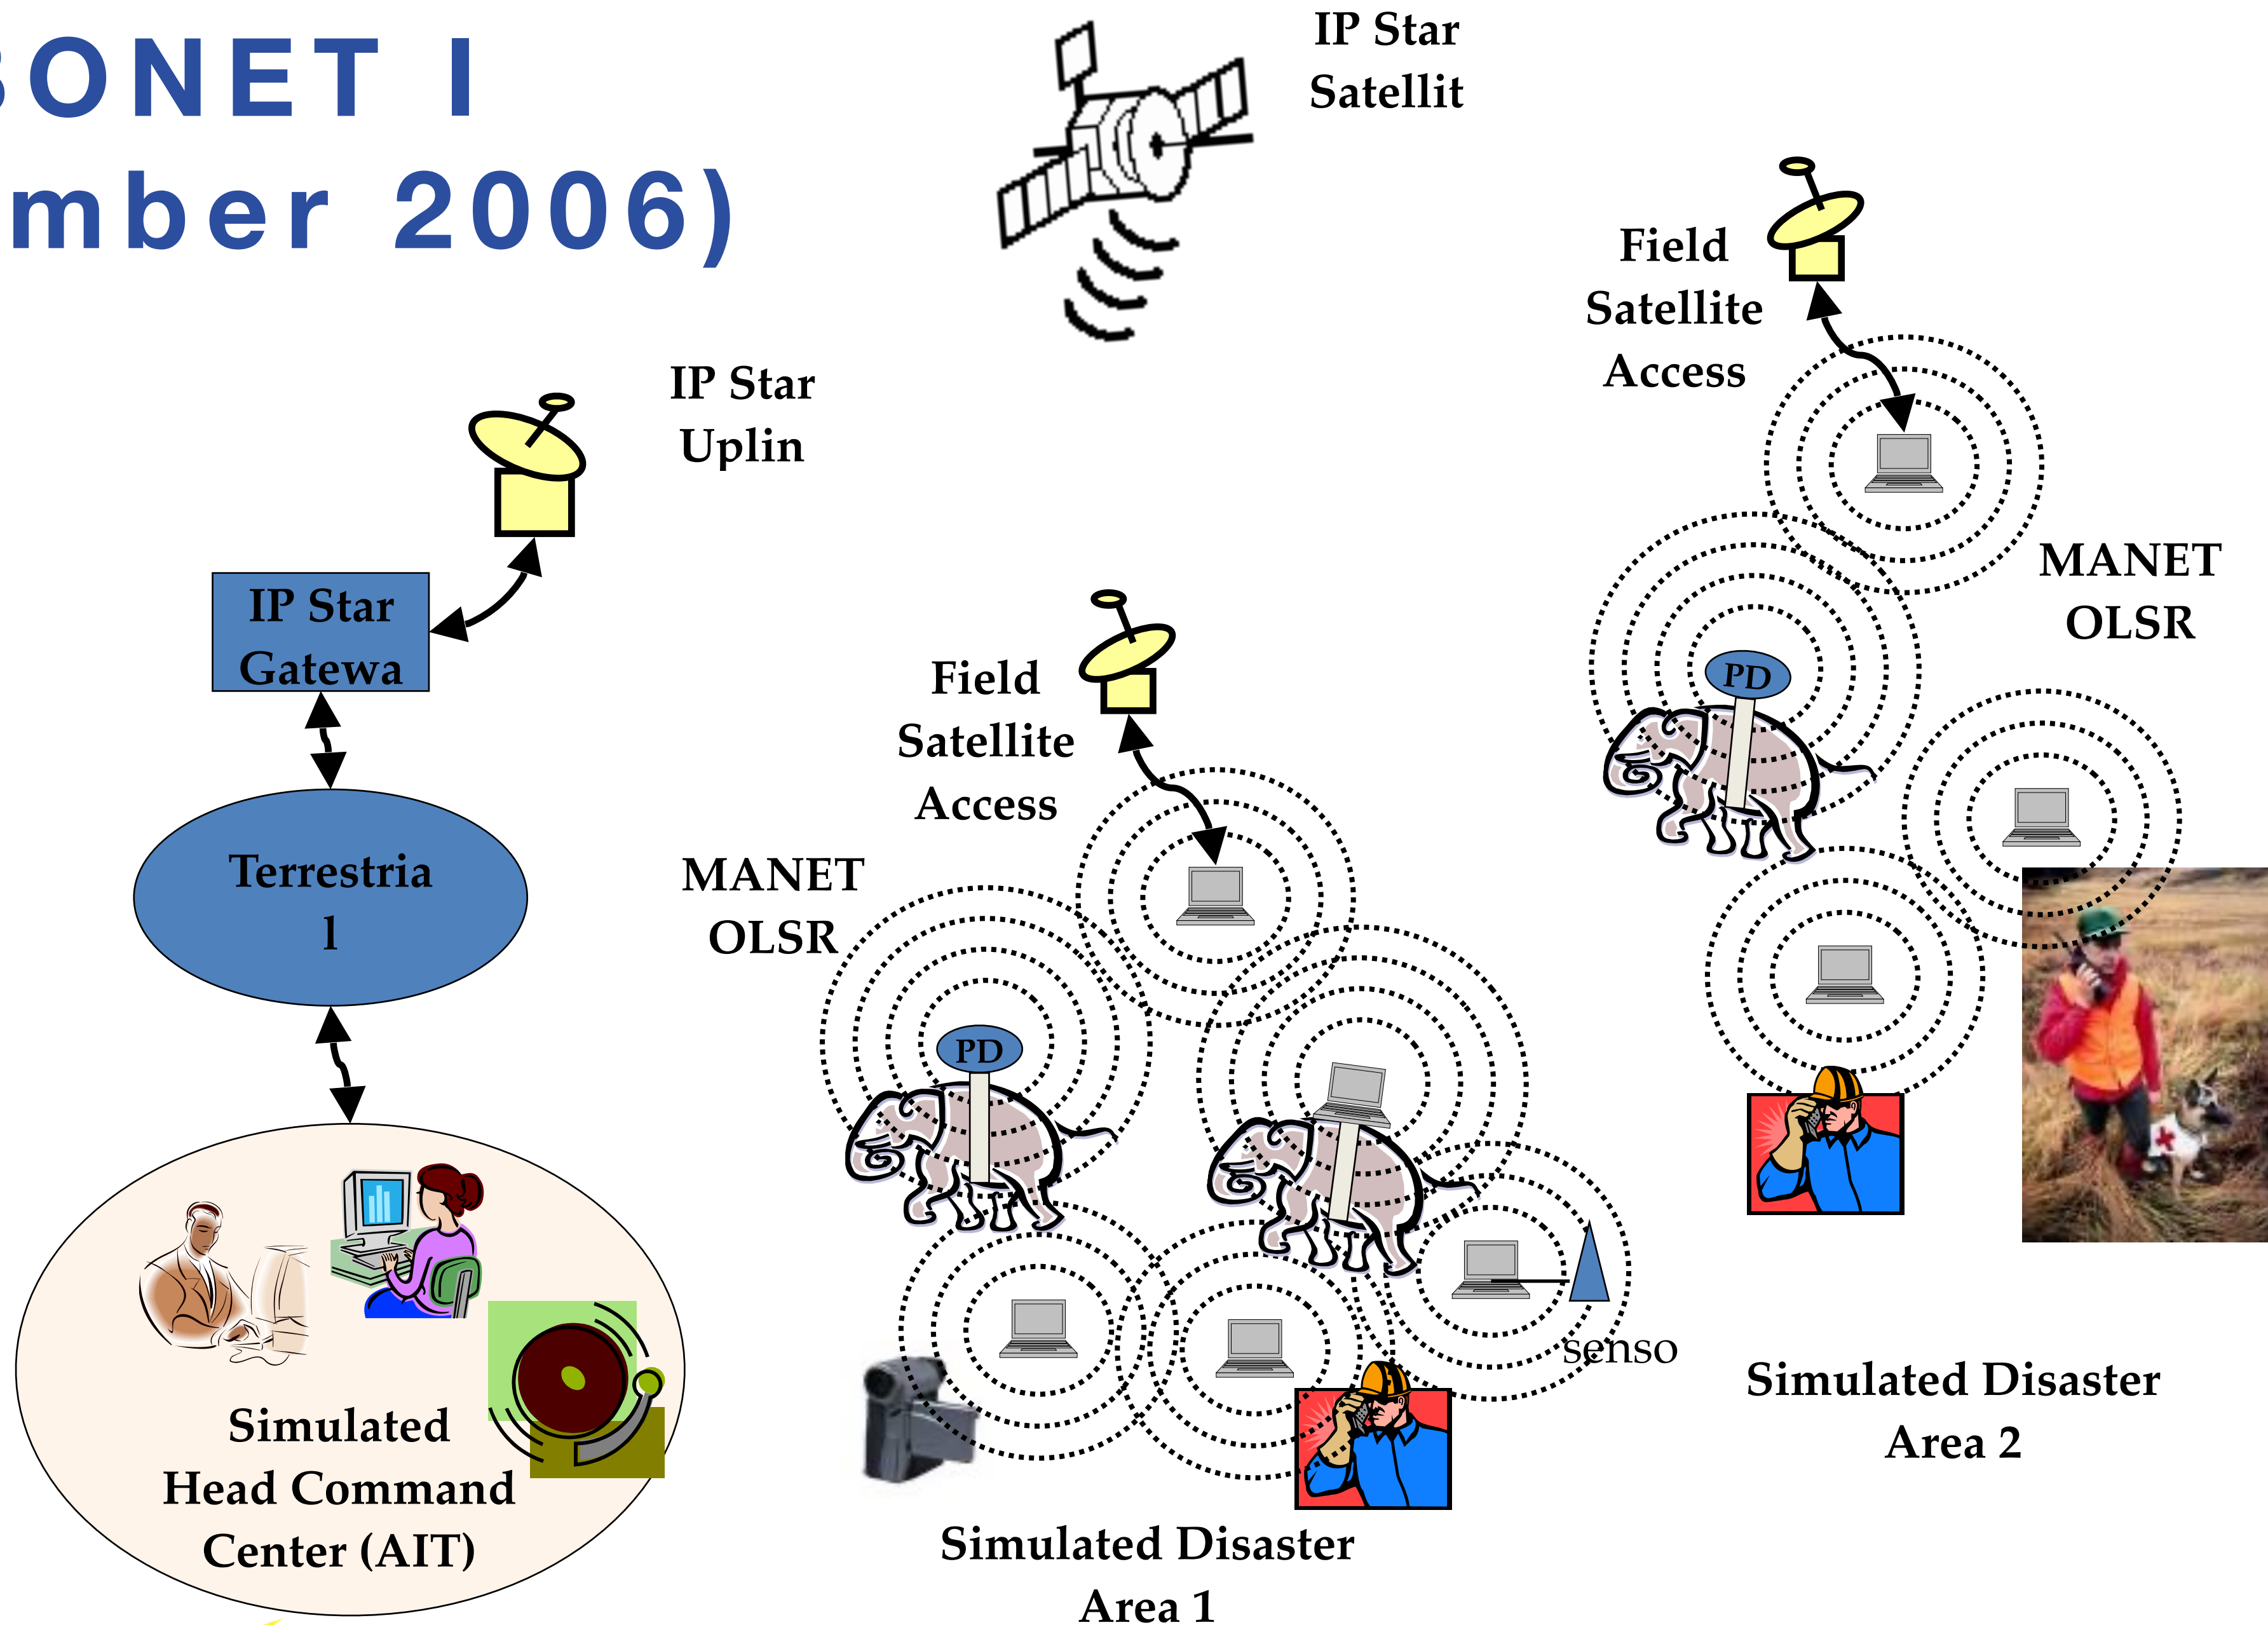 BONET I
mber 2006)
IP Star
Satellit
Field
Satellite
Access
IP Star
Uplin
MANET
OLSR
IP Star
Gatewa
PD
Field
Satellite
Access
Terrestria
l
MANET
OLSR
PD
senso
Simulated
Head Command
Center (AIT)
Simulated Disaster
Area 2
Simulated Disaster
Area 1